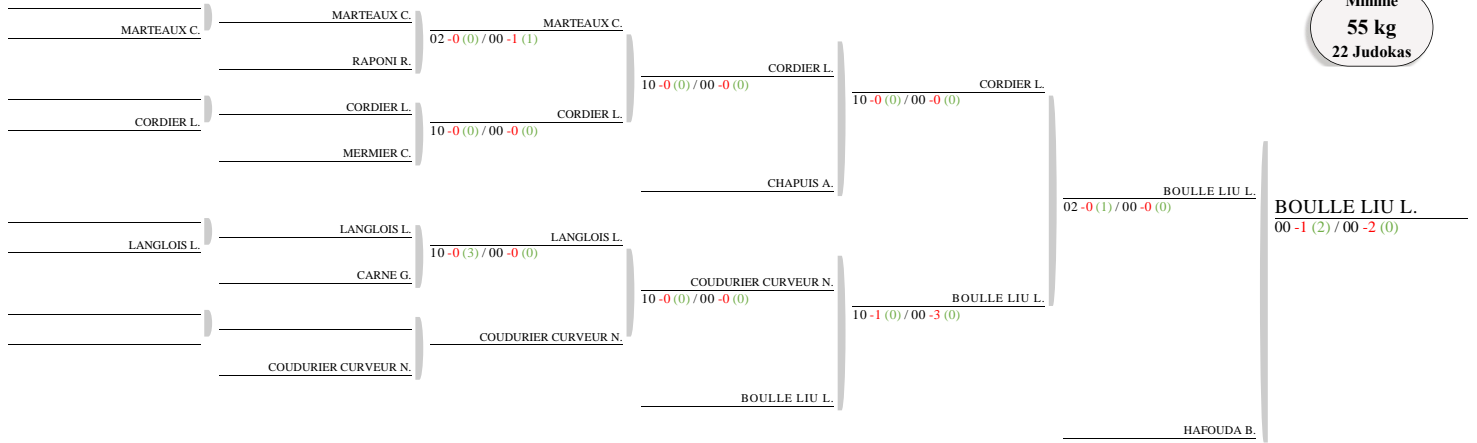 Minime
55 kg
22 Judokas
MARTEAUX C.
MARTEAUX C.
RAPONI R.
MARTEAUX C.
02 -0 (0) / 00 -1 (1)
CORDIER L.
CORDIER L.
MERMIER C.
CORDIER L.
10 -0 (0) / 00 -0 (0)
CORDIER L.
10 -0 (0) / 00 -0 (0)
CHAPUIS A.
CORDIER L.
10 -0 (0) / 00 -0 (0)
LANGLOIS L.
LANGLOIS L.
CARNE G.
LANGLOIS L.
10 -0 (3) / 00 -0 (0)
COUDURIER CURVEUR N.
COUDURIER CURVEUR N.
COUDURIER CURVEUR N.
10 -0 (0) / 00 -0 (0)
BOULLE LIU L.
BOULLE LIU L.
10 -1 (0) / 00 -3 (0)
BOULLE LIU L.
02 -0 (1) / 00 -0 (0)
HAFOUDA B.
BOULLE LIU L.
00 -1 (2) / 00 -2 (0)